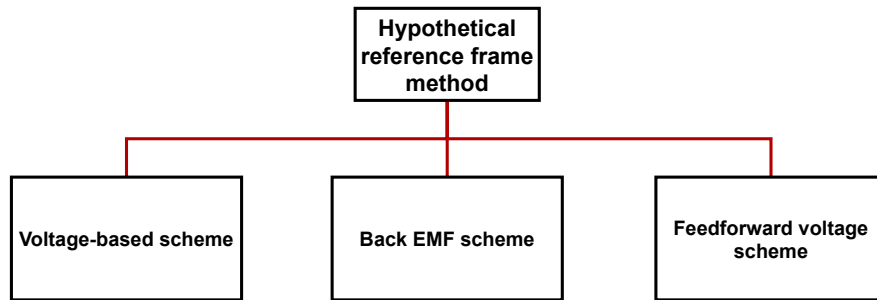 Hypothetical
reference frame
method
Voltage-based scheme
Back EMF scheme
Feedforward voltage
scheme